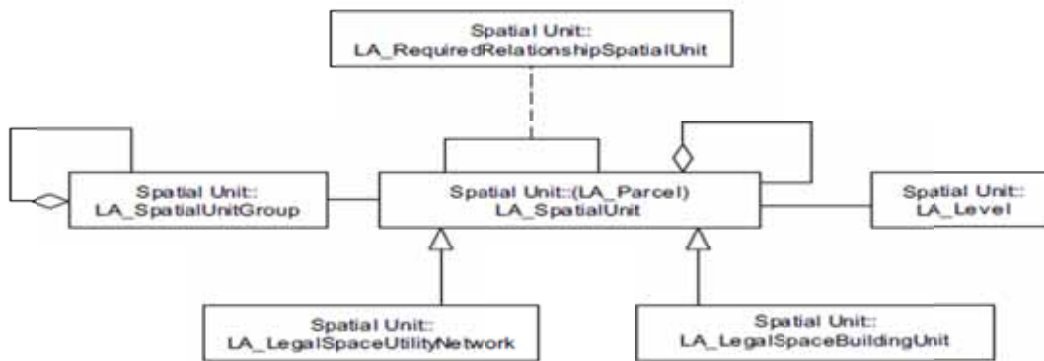 Spatial Unit::
LA_RequiredRelationshipSpatialUnit
Spatial Unit::
LA_SpatialUnitGroup
Spatial Unit::(LA_Parcel)
LA_SpatialUnit
Spatial Unit::
LA_Level
Spatial Unit::
LA_LegalSpaceUtilityNetwork
Spatial Unit::
LA_LegalSpaceBuildingUnit